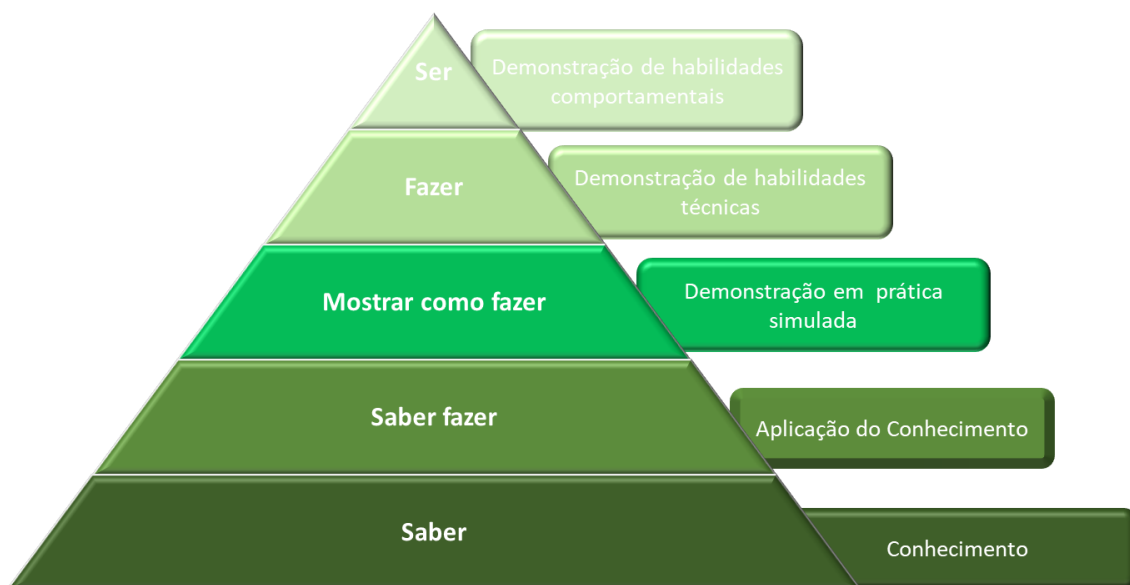 Ser
Demonstração de habilidades
comportamentais
Fazer
Demonstração de habilidades
técnicas
Mostrar como fazer
Demonstração em prática
simulada
Saber fazer
Aplicação do Conhecimento
Saber
Conhecimento